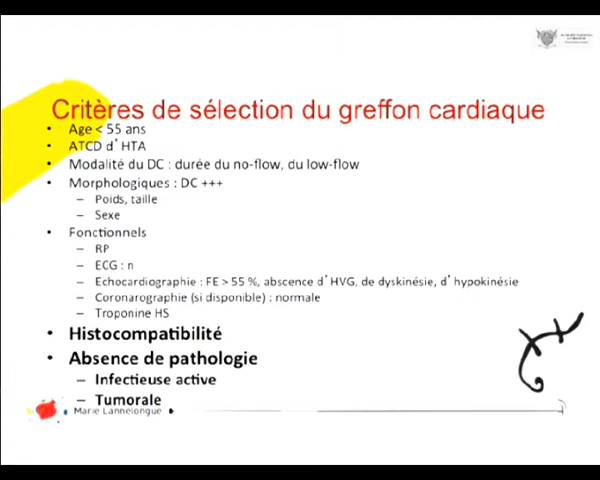 Critères de sélection du greffon cardiaque
• Age < 55 ans
• ATCD d'HTA
• Modalité du DC : durée du no-flow, du low-flow
• Morphologiques : DC +++
– Poids, taille
– Sexe
• Fonctionnels
– RP
– ECG : n
– Echocardiographie : FE > 55 %, abscence d'HVG, de dyskinésie, d'hypokinésie
– Coronarographie (si disponible) : normale
– Troponine HS
• Histocompatibilité
• Absence de pathologie
– Infectieuse active
– Tumorale
Marie Lannelongue